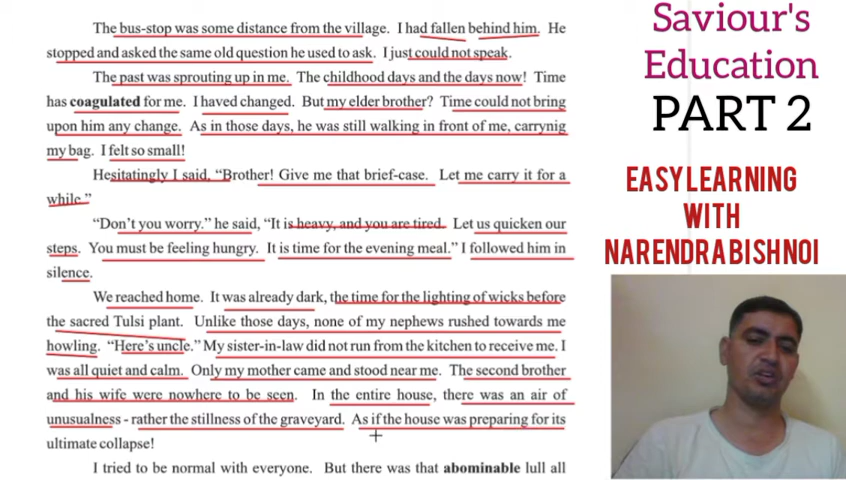 The bus-stop was some distance from the village. I had fallen behind him. He
stopped and asked the same old question he used to ask. I just could not speak.
The past was sprouting up in me. The childhood days and the days now! Time
has coagulated for me. I haved changed. But my elder brother? Time could not bring
upon him any change. As in those days, he was still walking in front of me, carrynig
my bag. I felt so small!
Hesitatingly I said, “Brother! Give me that brief-case. Let me carry it for a
while.”
“Don’t you worry.” he said, “It is heavy, and you are tired. Let us quicken our
steps. You must be feeling hungry. It is time for the evening meal.” I followed him in
silence.
We reached home. It was already dark, the time for the lighting of wicks before
the sacred Tulsi plant. Unlike those days, none of my nephews rushed towards me
howling. “Here’s uncle.” My sister-in-law did not run from the kitchen to receive me. I
was all quiet and calm. Only my mother came and stood near me. The second brother
and his wife were nowhere to be seen. In the entire house, there was an air of
unusualness - rather the stillness of the graveyard. As if the house was preparing for its
ultimate collapse!
I tried to be normal with everyone. But there was that abominable lull all
Saviour's
Education
PART 2
EASY LEARNING
WITH
NARENDRA BISHNOI